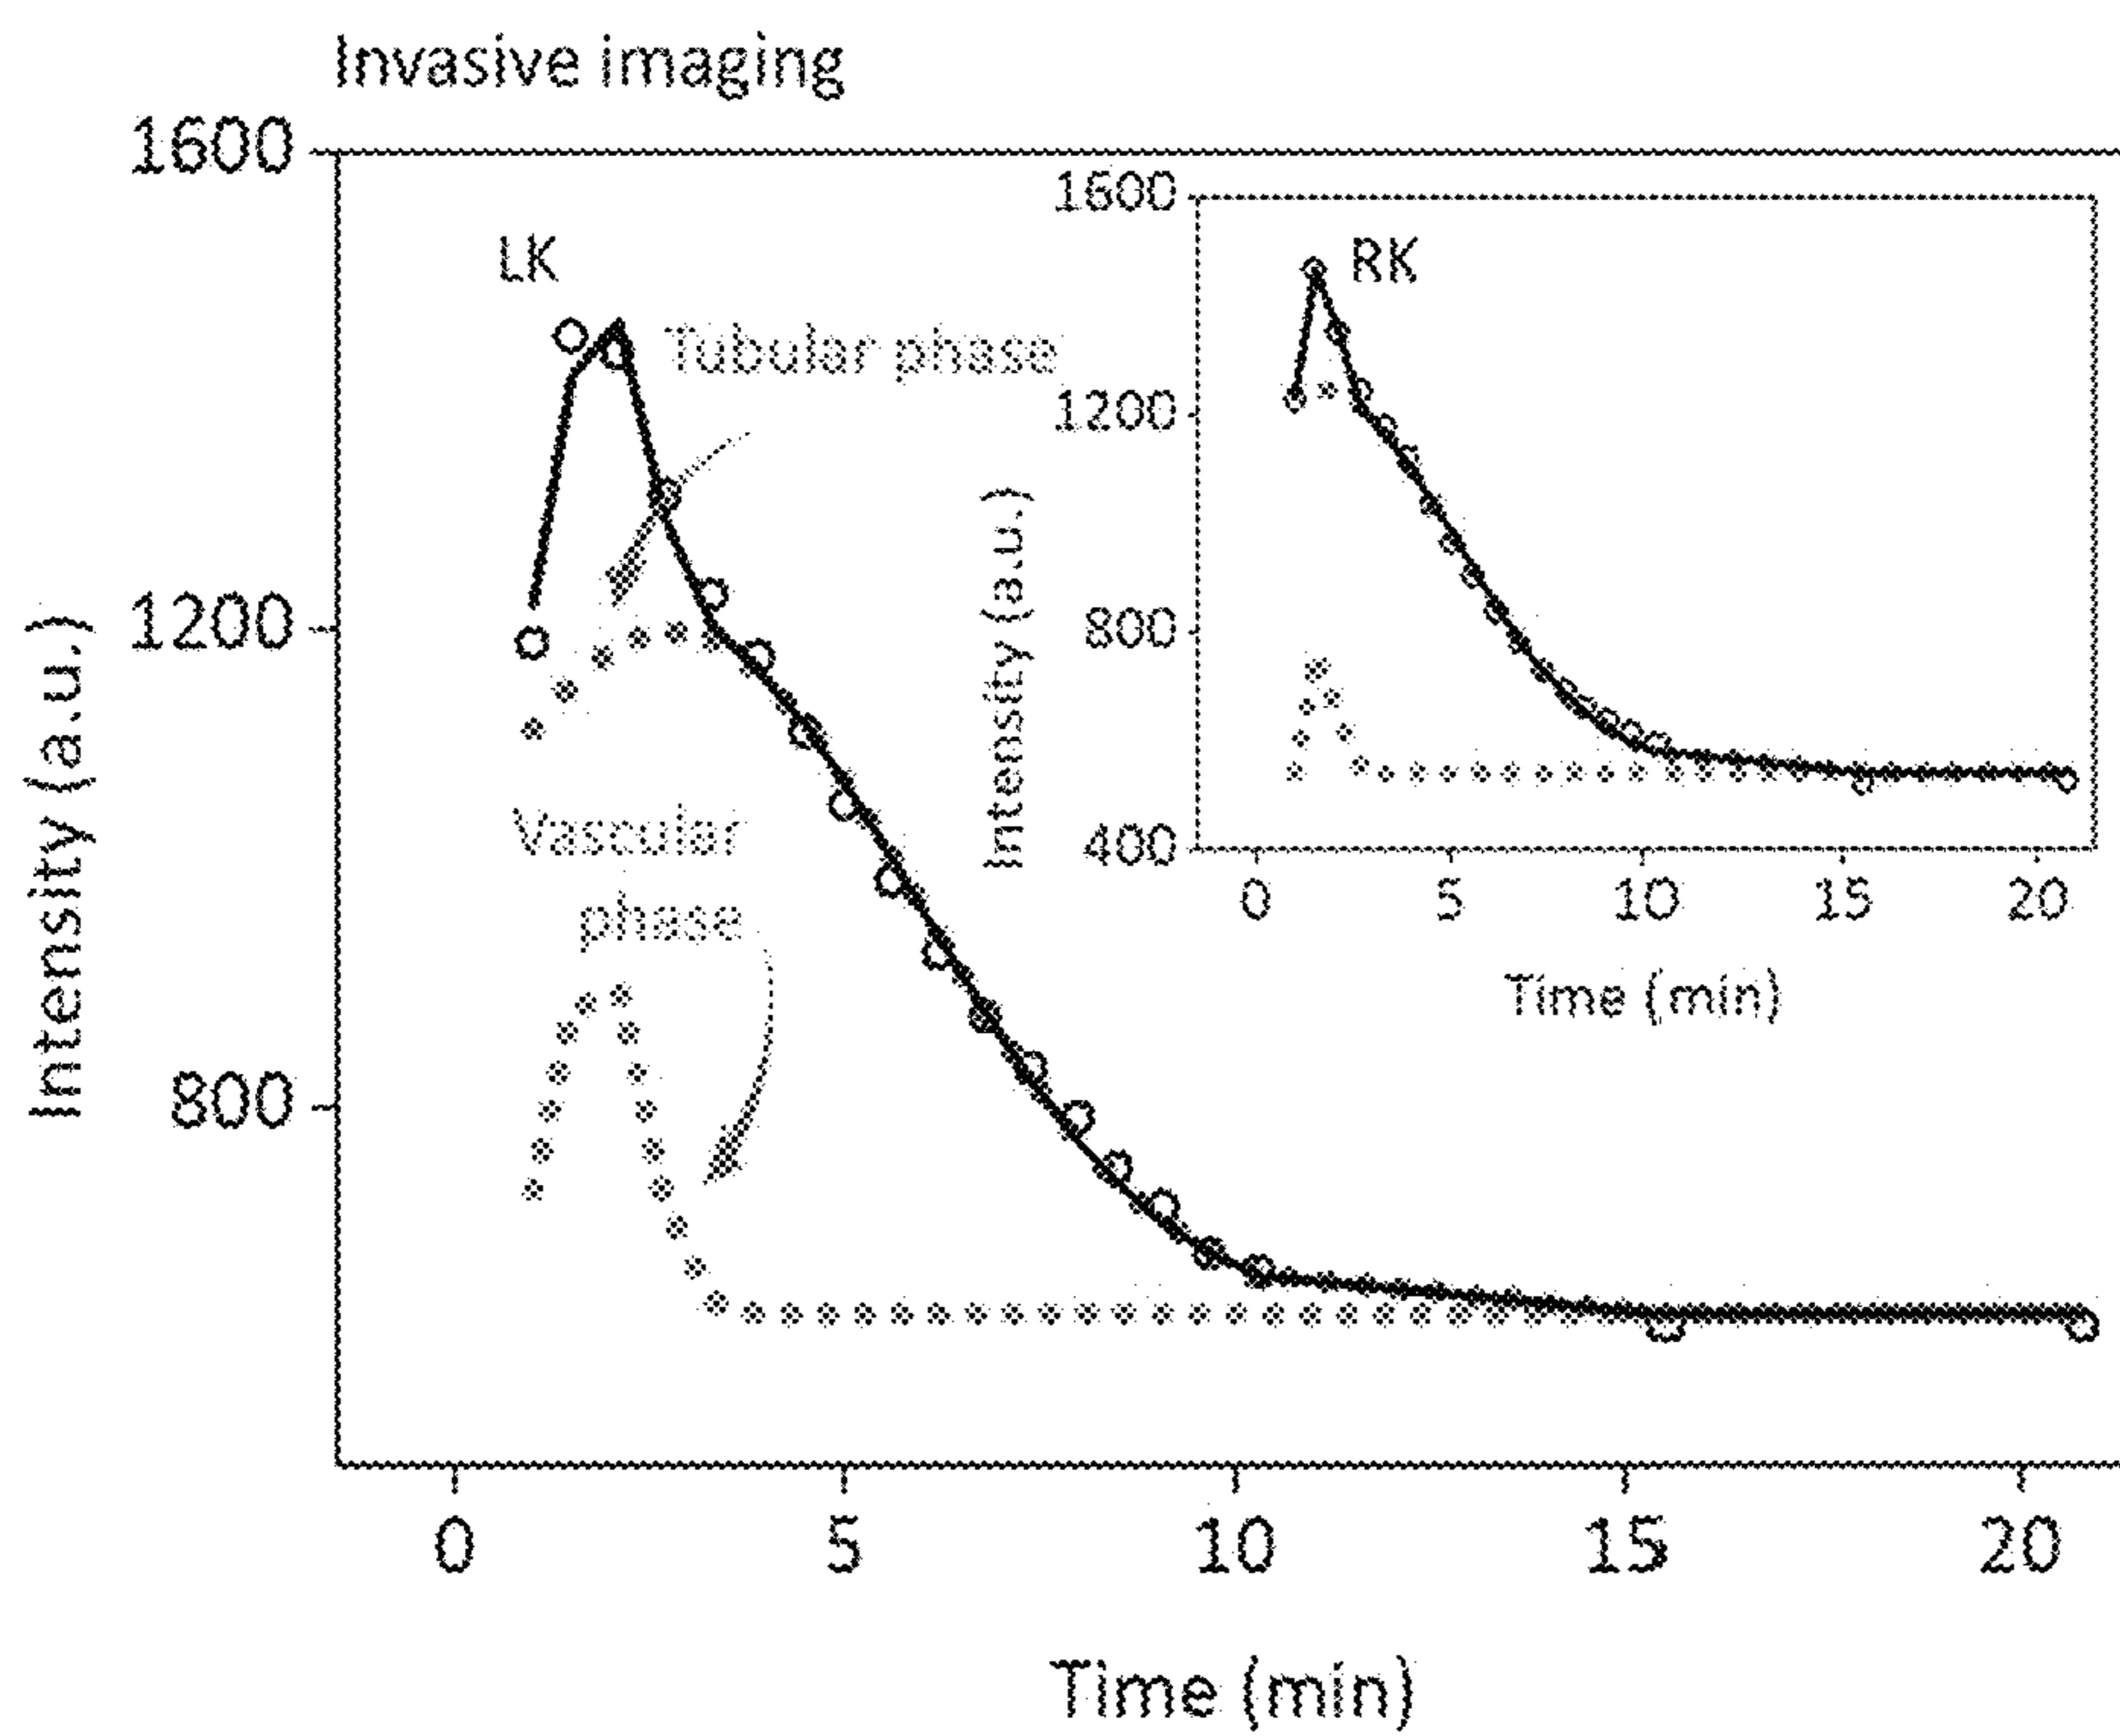 Invasive imaging
1600
1200
800
Intensity (a.u.)
LK
Tubular phase
Vascular
phase
0 5 10 15 20
Time (min)
1600
1200
800
400
Intensity (a.u.)
RK
0 5 10 15 20
Time (min)